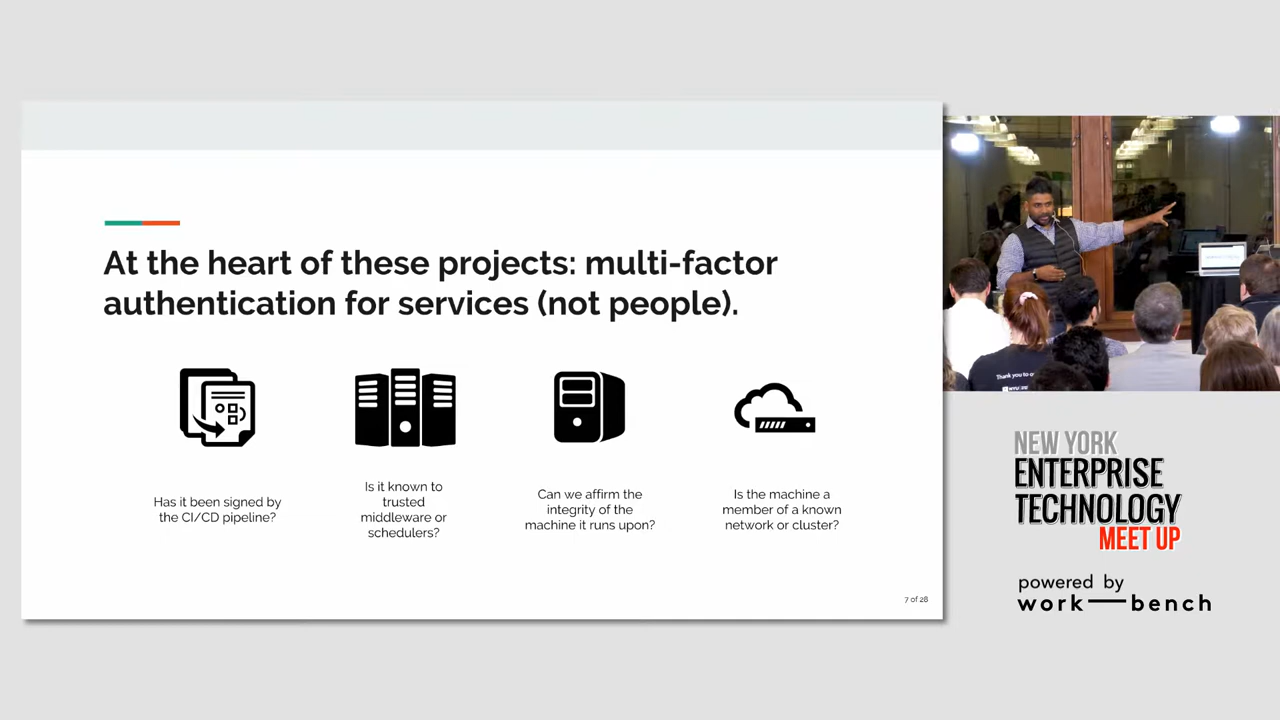 At the heart of these projects: multi-factor
authentication for services (not people).
Has it been signed by
the CI/CD pipeline?
Is it known to
trusted
middleware or
schedulers?
Can we affirm the
integrity of the
machine it runs upon?
Is the machine a
member of a known
network or cluster?
7 of 28
Thank you to
NEW YORK
ENTERPRISE
TECHNOLOGY
MEET UP
powered by
work—bench